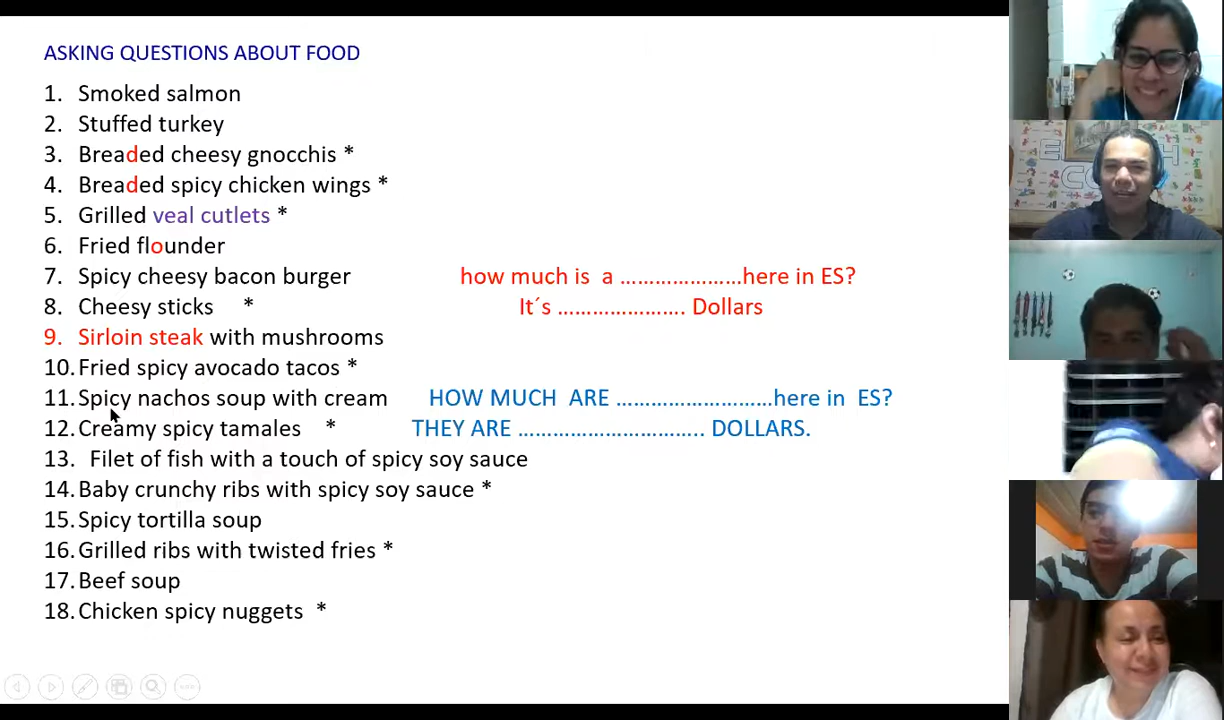 ASKING QUESTIONS ABOUT FOOD
1. Smoked salmon
2. Stuffed turkey
3. Breaded cheesy gnocchis *
4. Breaded spicy chicken wings *
5. Grilled veal cutlets *
6. Fried flounder
7. Spicy cheesy bacon burger how much is a …………………here in ES?
8. Cheesy sticks * It´s …………………. Dollars
9. Sirloin steak with mushrooms
10. Fried spicy avocado tacos *
11. Spicy nachos soup with cream HOW MUCH ARE ………………………here in ES?
12. Creamy spicy tamales * THEY ARE …………………………….. DOLLARS.
13. Filet of fish with a touch of spicy soy sauce
14. Baby crunchy ribs with spicy soy sauce *
15. Spicy tortilla soup
16. Grilled ribs with twisted fries *
17. Beef soup
18. Chicken spicy nuggets *